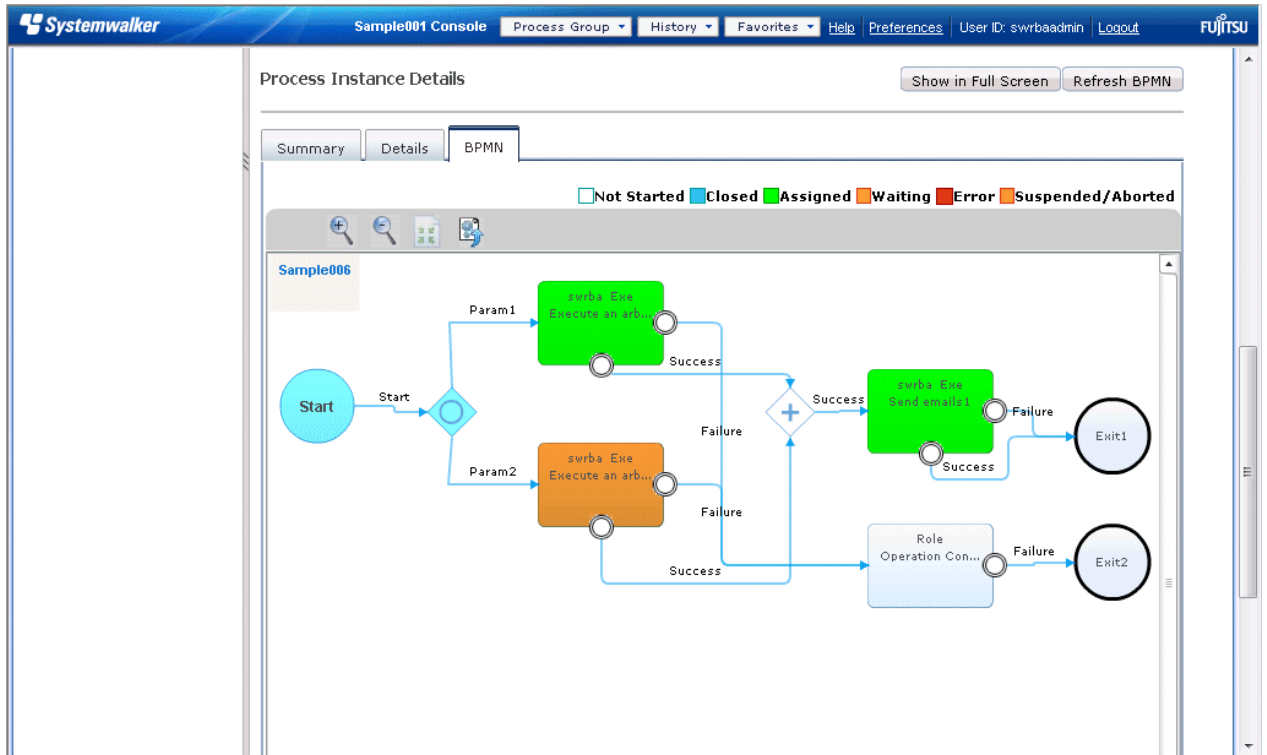 Systemwalker
Sample001 Console Process Group History Favorites Help Preferences User ID: swrbaadmin Logout FUJITSU
Process Instance Details
Show in Full Screen Refresh BPMN
Summary Details BPMN
Not Started Closed Assigned Waiting Error Suspended/Aborted
Sample006
swrba Exe
Execute an arb...
Param1
Success
Start
Start
Failure
Success
swrba Exe
Send emails1
Failure
Exit1
Success
Param2
swrba Exe
Execute an arb...
Failure
Success
Role
Operation Con...
Failure
Exit2